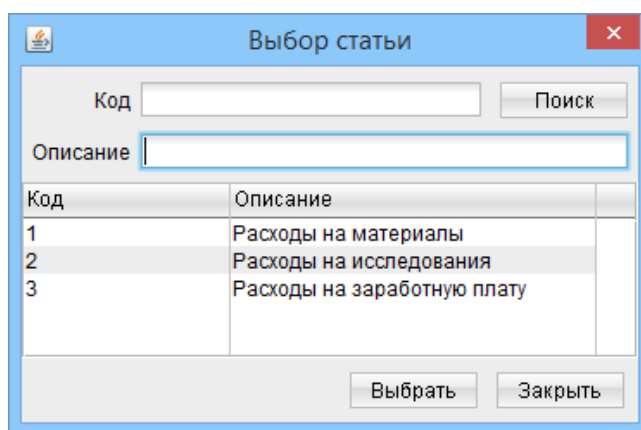 Выбор статьи
Код Поиск
Описание
Код Описание
1 Расходы на материалы
2 Расходы на исследования
3 Расходы на заработную плату
Выбрать Закрыть